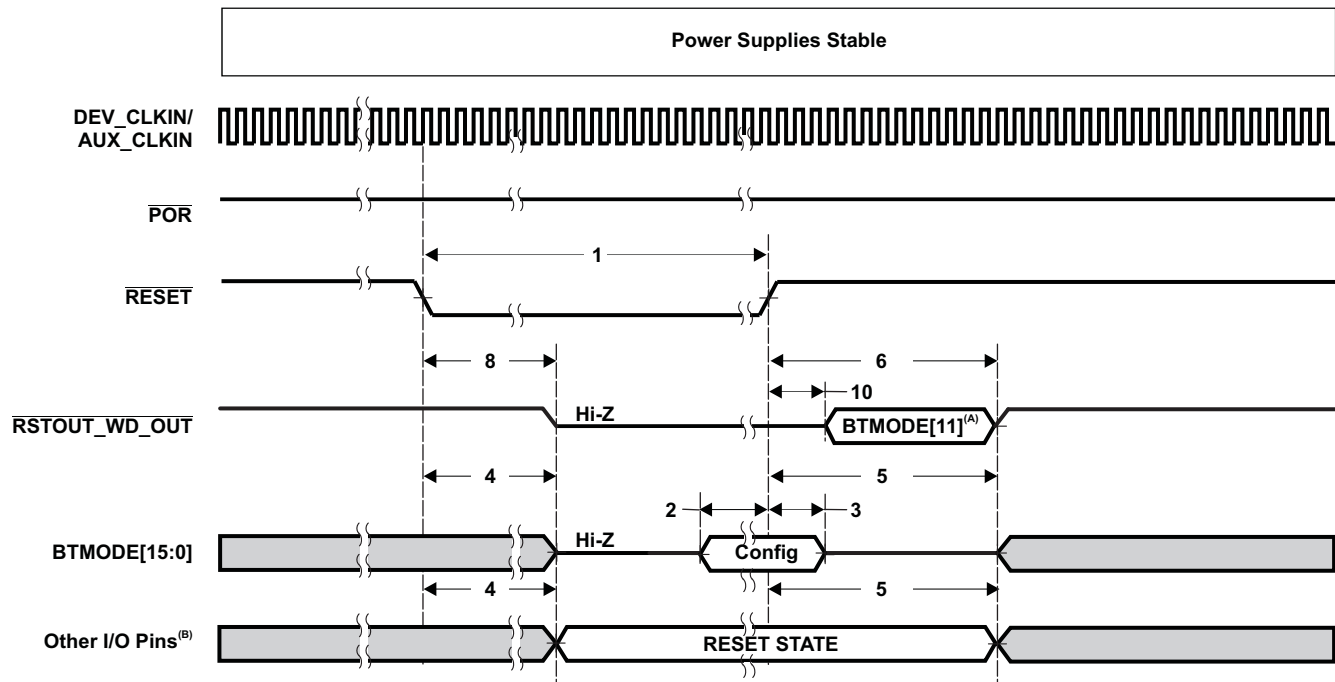 Power Supplies Stable
DEV_CLKIN/
AUX_CLKIN
POR
1
RESET
8
6
10
RSTOUT_WD_OUT
Hi-Z
BTMODE[11](A)
4
5
2
3
BTMODE[15:0]
Hi-Z
Config
4
5
Other I/O Pins(B)
RESET STATE